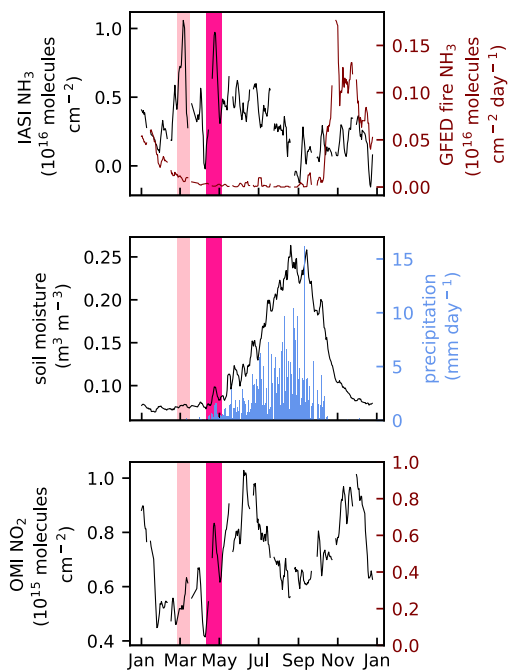 IASI NH3
(10^16 molecules
cm−2)
1.0
0.5
0.0
0.15
0.10
0.05
0.00
GFED fire NH3
(10^16 molecules
cm−2 day−1)
soil moisture
(m3 m−3)
0.25
0.20
0.15
0.10
15
10
5
0
precipitation
(mm day−1)
OMI NO2
(10^15 molecules
cm−2)
1.0
0.8
0.6
0.4
1.0
0.8
0.6
0.4
0.2
0.0
Jan Mar May Jul Sep Nov Jan